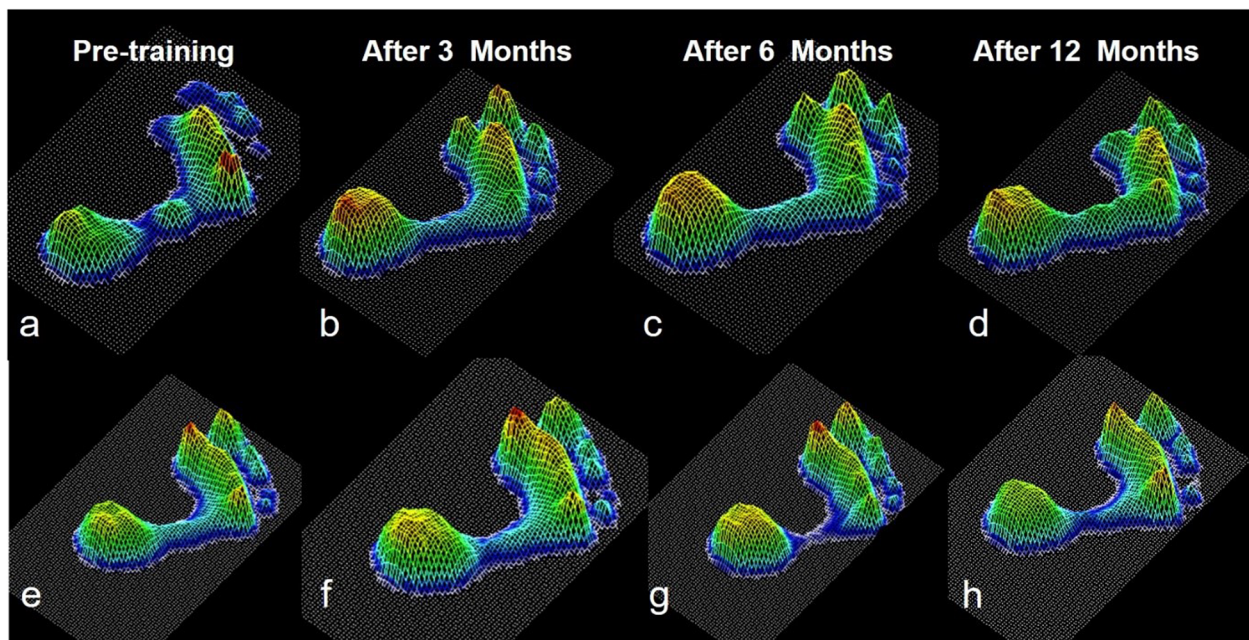 Pre-training
After 3 Months
After 6 Months
After 12 Months
a
b
c
d
e
f
g
h